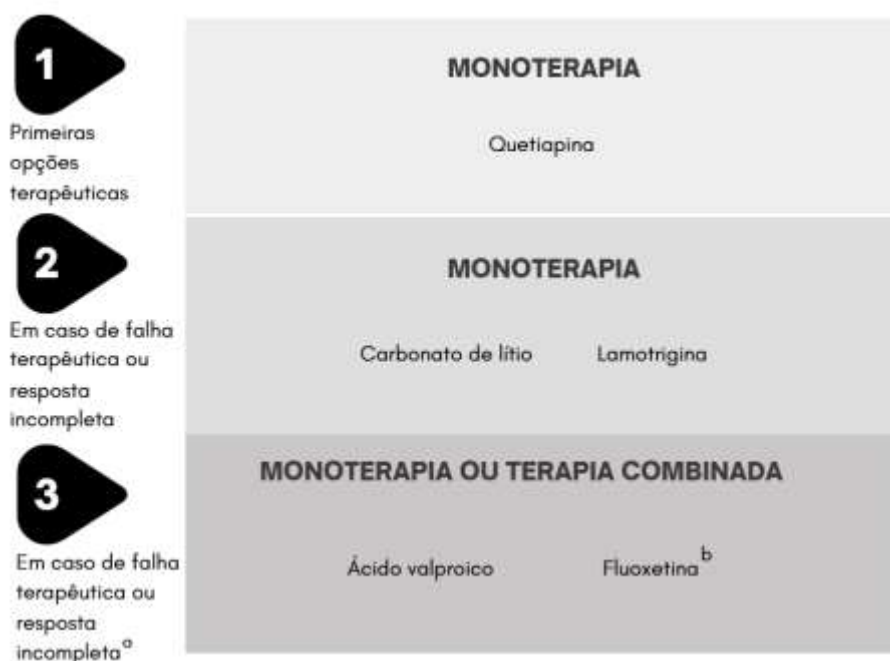 1
Primeiras
opções
terapêuticas
MONOTERAPIA
Quetiapina
2
Em caso de falha
terapêutica ou
resposta
incompleta
MONOTERAPIA
Carbonato de lítio Lamotrigina
3
Em caso de falha
terapêutica ou
resposta
incompleta a
MONOTERAPIA OU TERAPIA COMBINADA
Ácido valproico Fluoxetina b